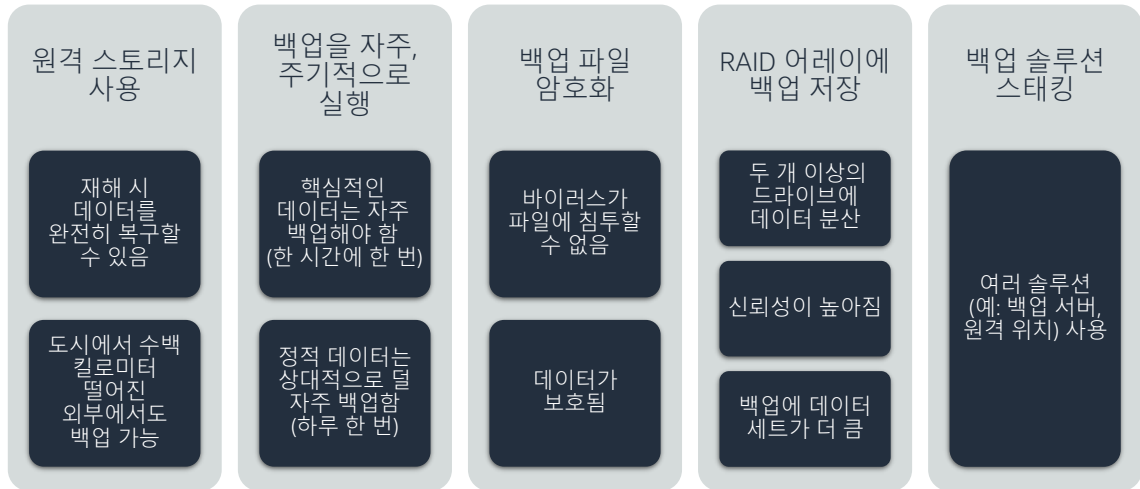 원격 스토리지
사용
재해 시
데이터를
완전히 복구할
수 있음
도시에서 수백
킬로미터
떨어진
외부에서도
백업 가능
백업을 자주,
주기적으로
실행
핵심적인
데이터는 자주
백업해야 함
(한 시간에 한 번)
정적 데이터는
상대적으로 덜
자주 백업함
(하루 한 번)
백업 파일
암호화
바이러스가
파일에 침투할
수 없음
데이터가
보호됨
RAID 어레이에
백업 저장
두 개 이상의
드라이브에
데이터 분산
신뢰성이 높아짐
백업에 데이터
세트가 더 큼
백업 솔루션
스태킹
여러 솔루션
(예: 백업 서버,
원격 위치) 사용